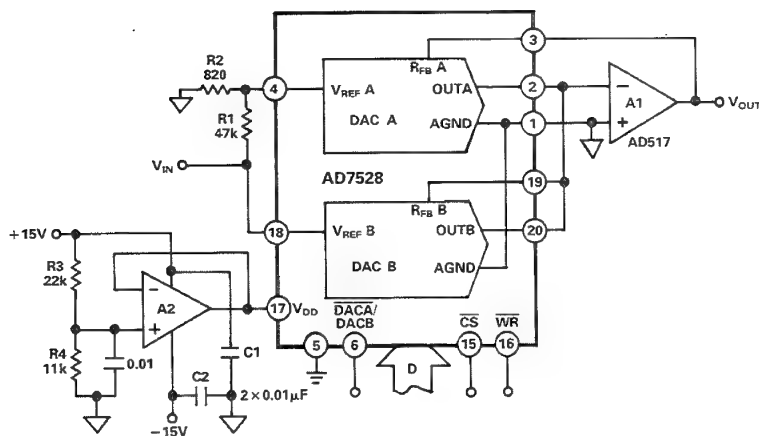 3
R2
820
4
R_FB A
V_REF A
OUTA
2
A1
V_OUT
R1
47k
DAC A
AGND
1
AD517
V_IN
AD7528
19
R_FB B
+15V
18
V_REF B
OUTB
20
R3
22k
DAC B
AGND
A2
17
V_DD
DACA/
DACB
CS
WR
R4
11k
0.01
C1
5
6
D
15
16
C2
2×0.01μF
−15V